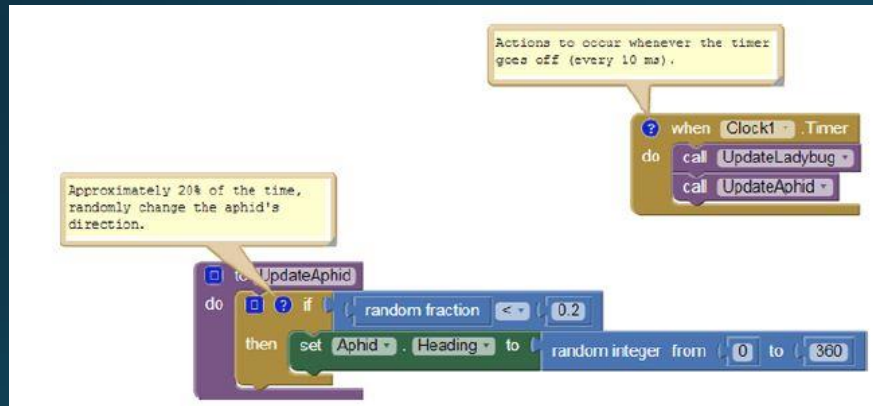 Actions to occur whenever the timer
goes off (every 10 ms).
when Clock1 .Timer
do call UpdateLadybug
call UpdateAphid
Approximately 20% of the time,
randomly change the aphid's
direction.
to UpdateAphid
do if random fraction < 0.2
then set Aphid . Heading to random integer from 0 to 360